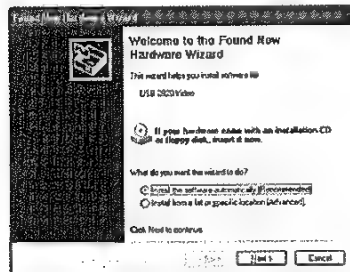 Found New Hardware Wizard
Welcome to the Found New
Hardware Wizard
This wizard helps you install software for:
USB 2820 Video
If your hardware came with an installation CD
or floppy disk, insert it now.
What do you want the wizard to do?
Install the software automatically (Recommended)
Install from a list or specific location (Advanced)
Click Next to continue.
< Back
Next >
Cancel